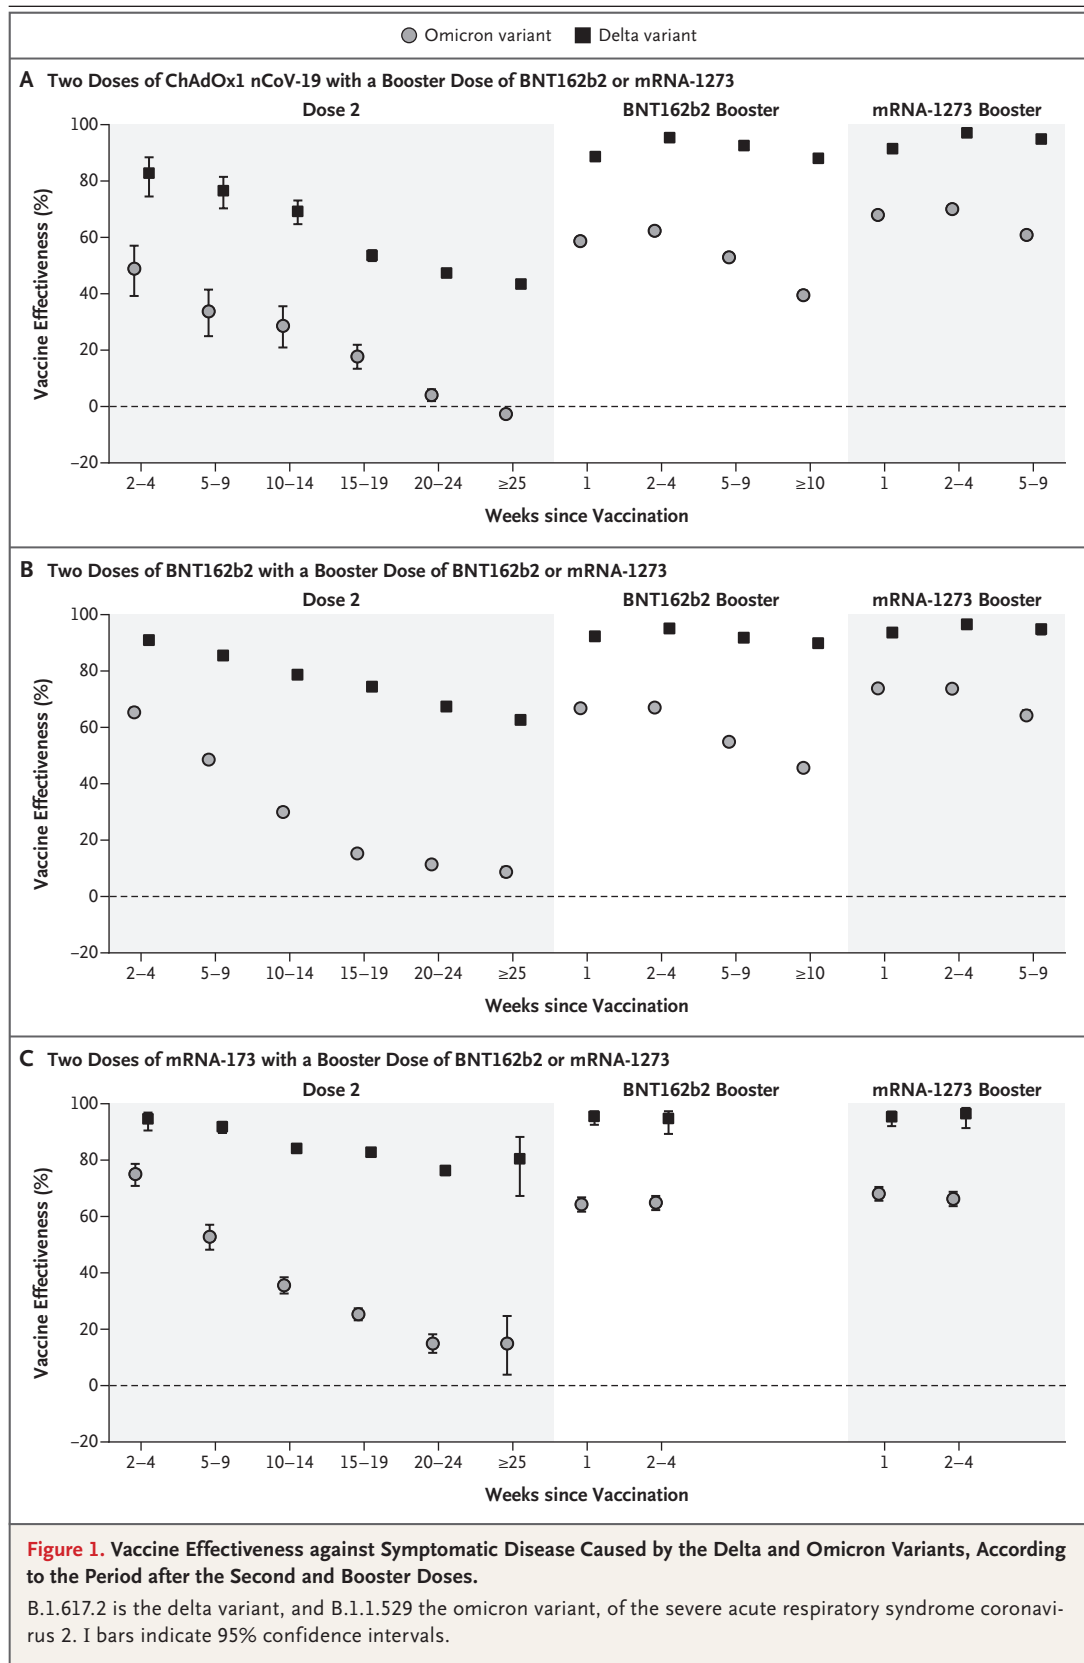 Omicron variant Delta variant
A Two Doses of ChAdOx1 nCoV-19 with a Booster Dose of BNT162b2 or mRNA-1273
Dose 2 BNT162b2 Booster mRNA-1273 Booster
Vaccine Effectiveness (%)
100
80
60
40
20
0
–20
2–4 5–9 10–14 15–19 20–24 ≥25 1 2–4 5–9 ≥10 1 2–4 5–9
Weeks since Vaccination
B Two Doses of BNT162b2 with a Booster Dose of BNT162b2 or mRNA-1273
Dose 2 BNT162b2 Booster mRNA-1273 Booster
Vaccine Effectiveness (%)
100
80
60
40
20
0
–20
2–4 5–9 10–14 15–19 20–24 ≥25 1 2–4 5–9 ≥10 1 2–4 5–9
Weeks since Vaccination
C Two Doses of mRNA-173 with a Booster Dose of BNT162b2 or mRNA-1273
Dose 2 BNT162b2 Booster mRNA-1273 Booster
Vaccine Effectiveness (%)
100
80
60
40
20
0
–20
2–4 5–9 10–14 15–19 20–24 ≥25 1 2–4 1 2–4
Weeks since Vaccination
Figure 1. Vaccine Effectiveness against Symptomatic Disease Caused by the Delta and Omicron Variants, According
to the Period after the Second and Booster Doses.
B.1.617.2 is the delta variant, and B.1.1.529 the omicron variant, of the severe acute respiratory syndrome coronavi-
rus 2. I bars indicate 95% confidence intervals.